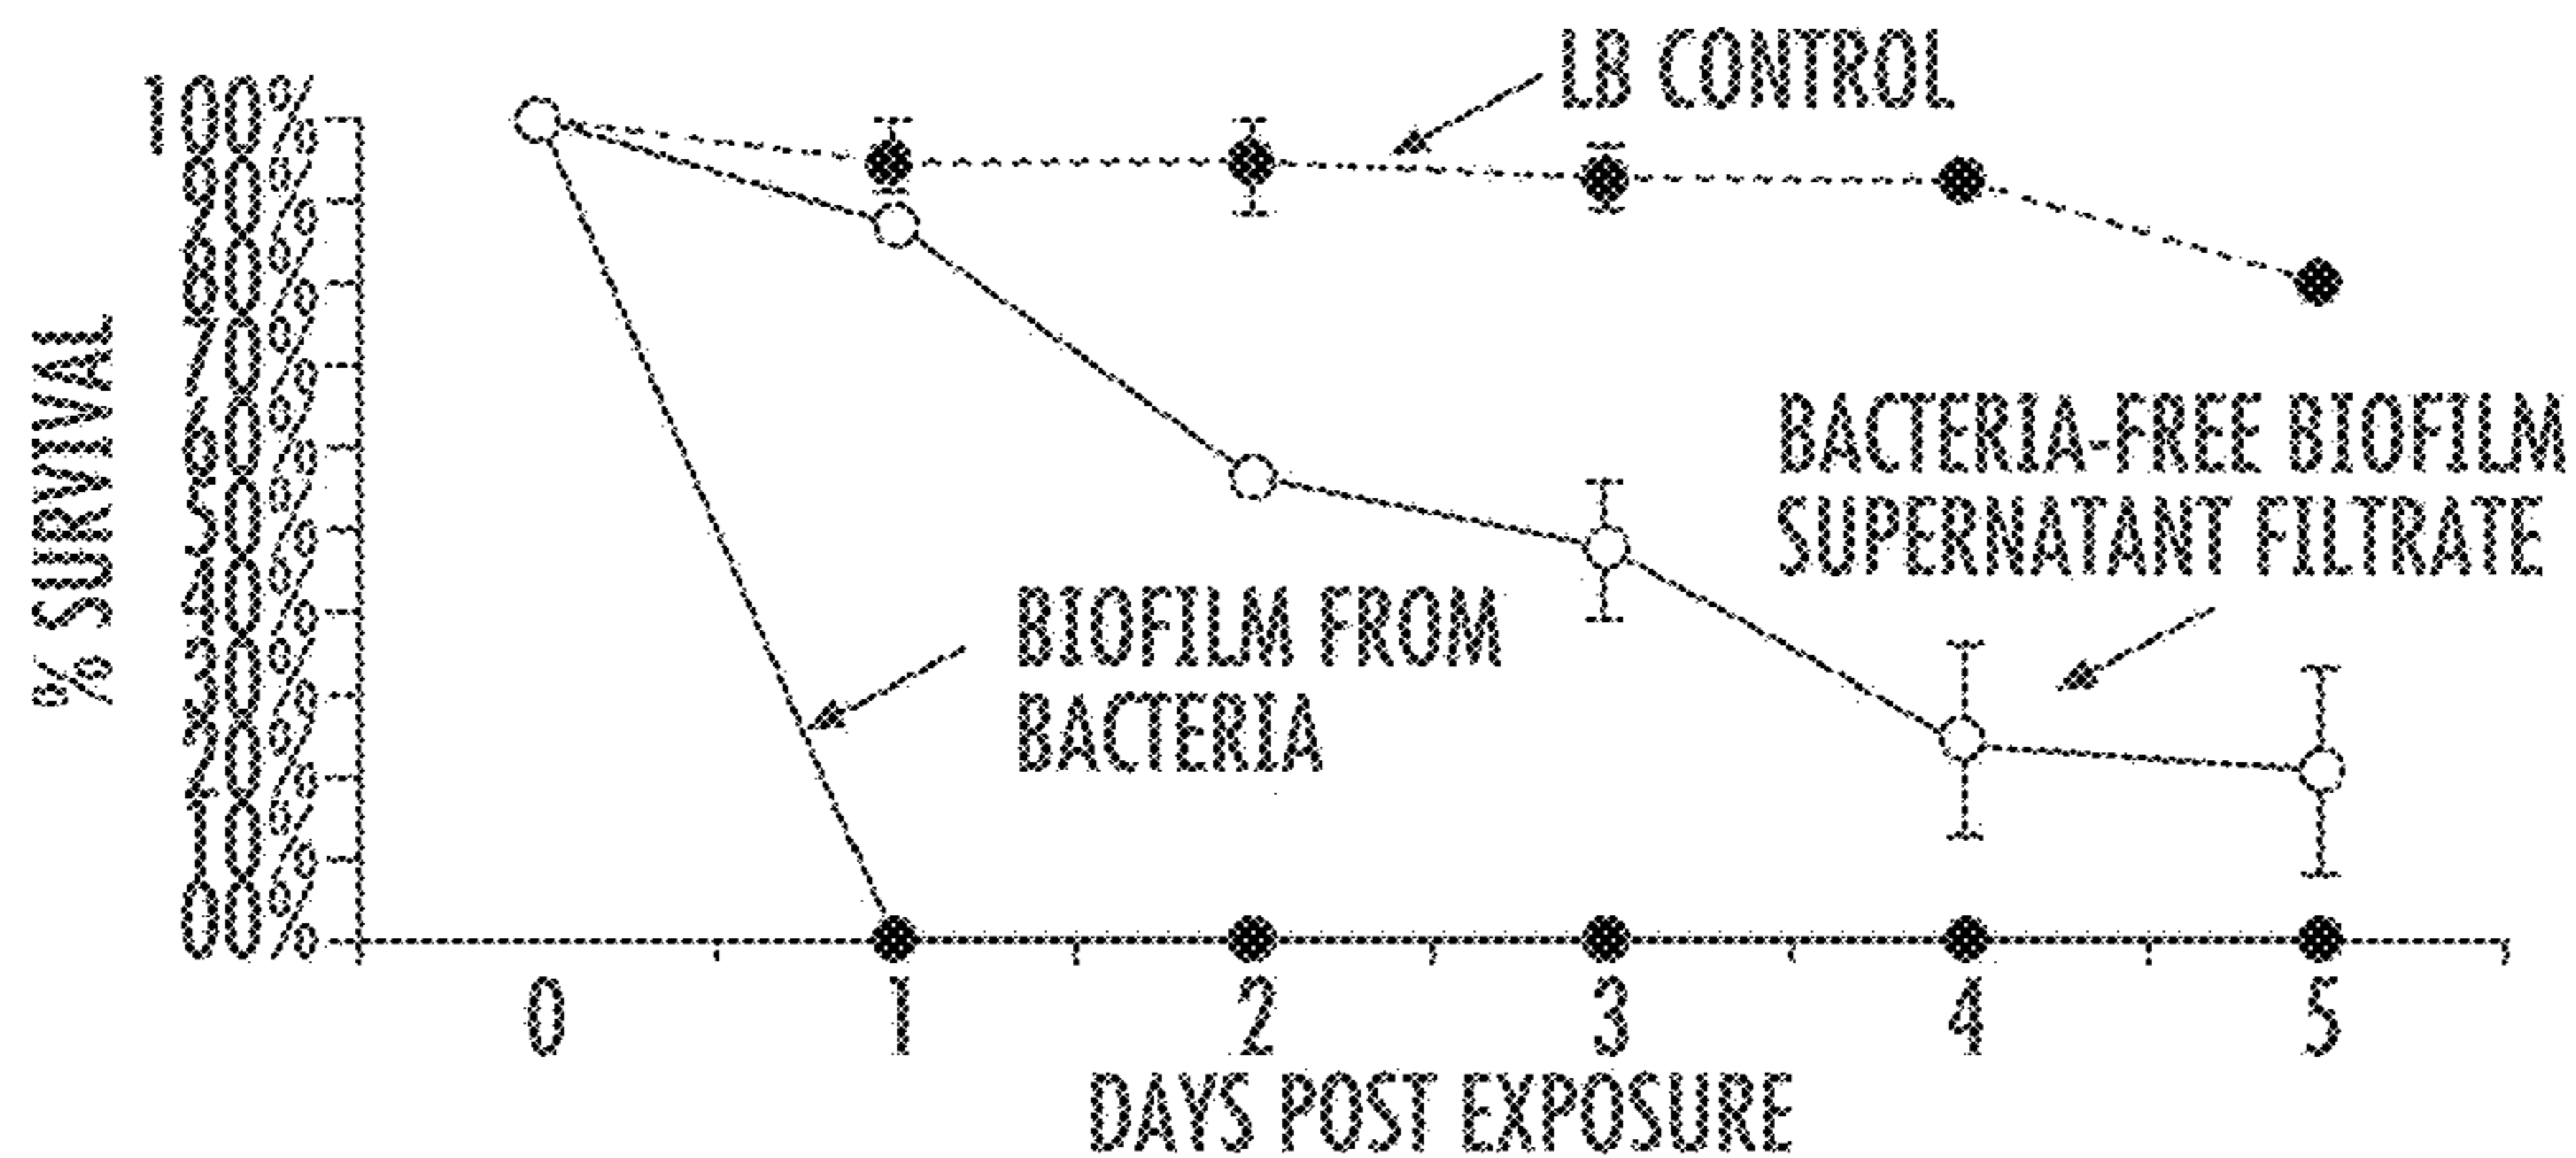 LB CONTROL
100%
90%
80%
70%
60%
50%
40%
30%
20%
10%
00%
% SURVIVAL
BACTERIA-FREE BIOFILM
SUPERNATANT FILTRATE
BIOFILM FROM
BACTERIA
0 1 2 3 4 5
DAYS POST EXPOSURE